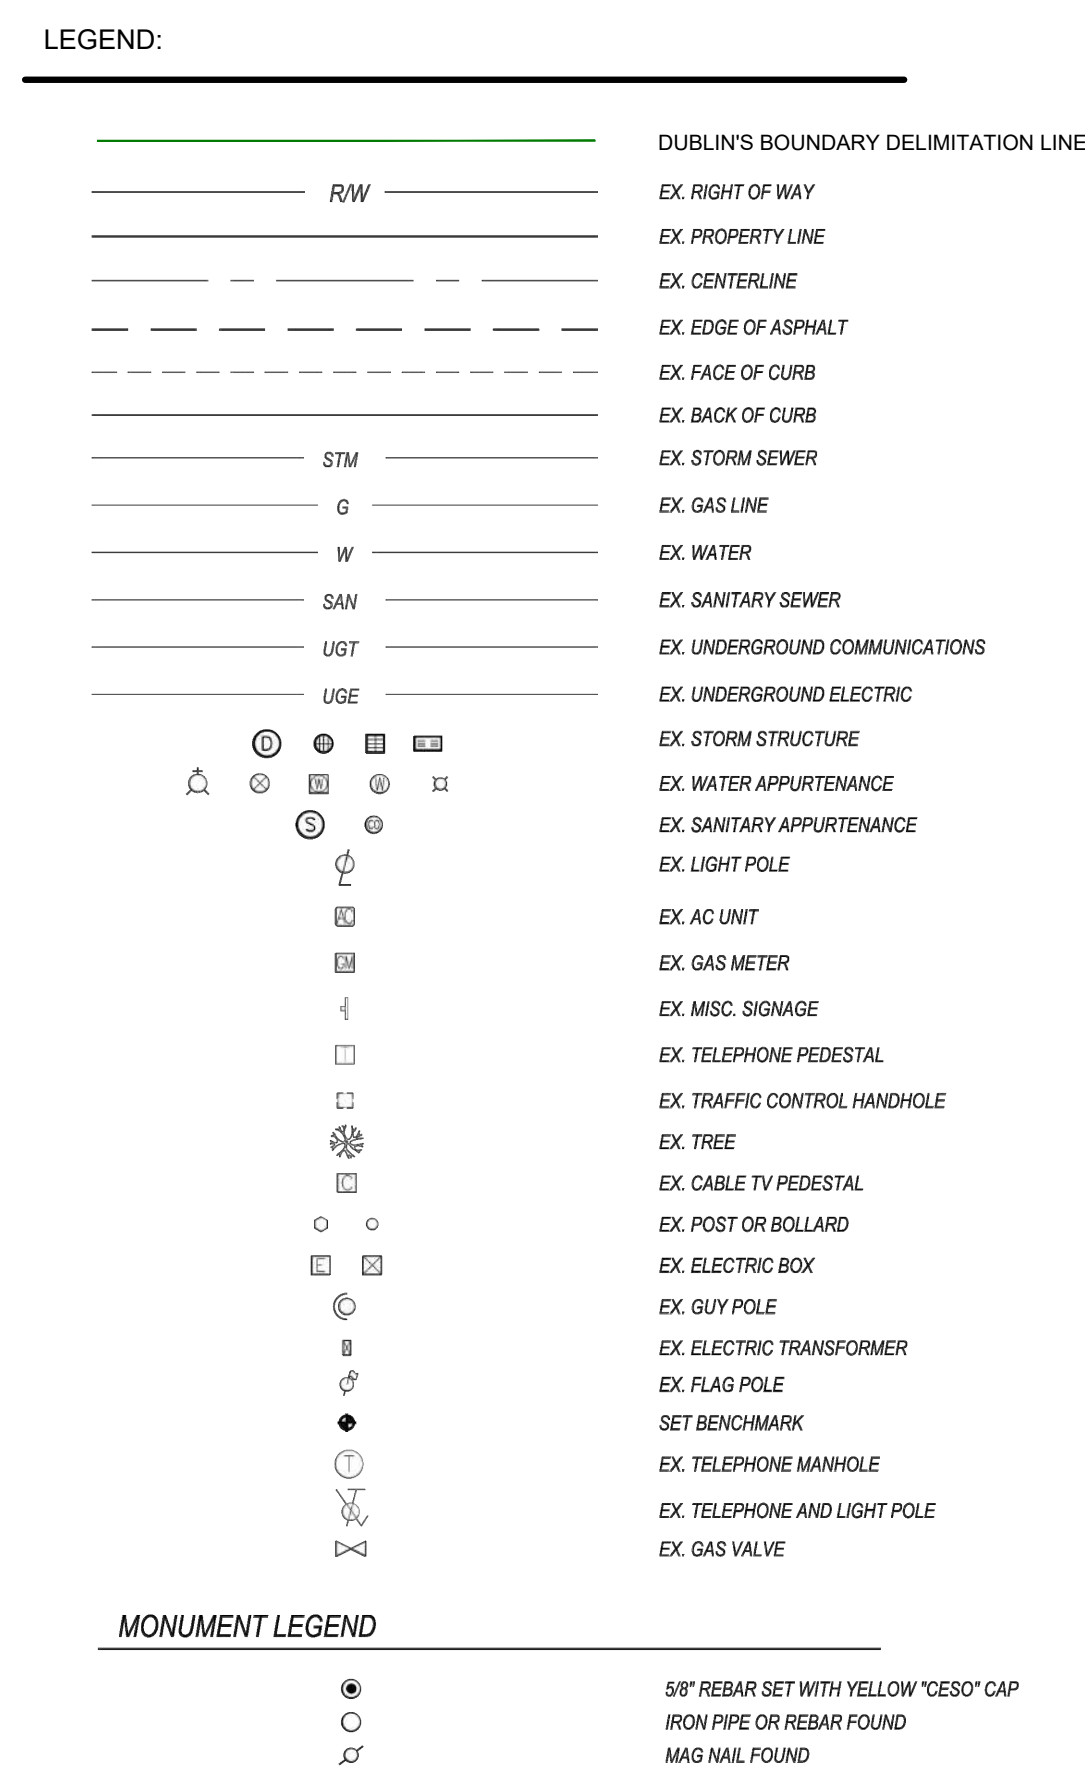 LEGEND:
DUBLIN'S BOUNDARY DELIMITATION LINE
R/W EX. RIGHT OF WAY
EX. PROPERTY LINE
EX. CENTERLINE
EX. EDGE OF ASPHALT
EX. FACE OF CURB
EX. BACK OF CURB
STM EX. STORM SEWER
G EX. GAS LINE
W EX. WATER
SAN EX. SANITARY SEWER
UGT EX. UNDERGROUND COMMUNICATIONS
UGE EX. UNDERGROUND ELECTRIC
D EX. STORM STRUCTURE
W W EX. WATER APPURTENANCE
S CO EX. SANITARY APPURTENANCE
EX. LIGHT POLE
AC EX. AC UNIT
GM EX. GAS METER
EX. MISC. SIGNAGE
T EX. TELEPHONE PEDESTAL
EX. TRAFFIC CONTROL HANDHOLE
EX. TREE
C EX. CABLE TV PEDESTAL
EX. POST OR BOLLARD
E EX. ELECTRIC BOX
EX. GUY POLE
EX. ELECTRIC TRANSFORMER
EX. FLAG POLE
SET BENCHMARK
T EX. TELEPHONE MANHOLE
EX. TELEPHONE AND LIGHT POLE
EX. GAS VALVE
MONUMENT LEGEND
5/8" REBAR SET WITH YELLOW "CESO" CAP
IRON PIPE OR REBAR FOUND
MAG NAIL FOUND